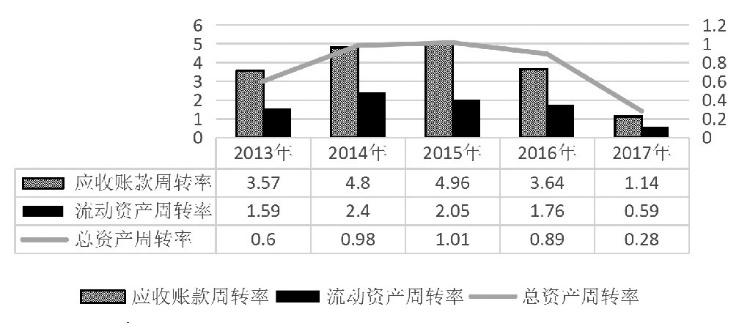 6 1.2
5 1
4 0.8
3 0.6
2 0.4
1 0.2
0 0
2013年 2014年 2015年 2016年 2017年
应收账款周转率 3.57 4.8 4.96 3.64 1.14
流动资产周转率 1.59 2.4 2.05 1.76 0.59
总资产周转率 0.6 0.98 1.01 0.89 0.28
应收账款周转率 流动资产周转率 总资产周转率